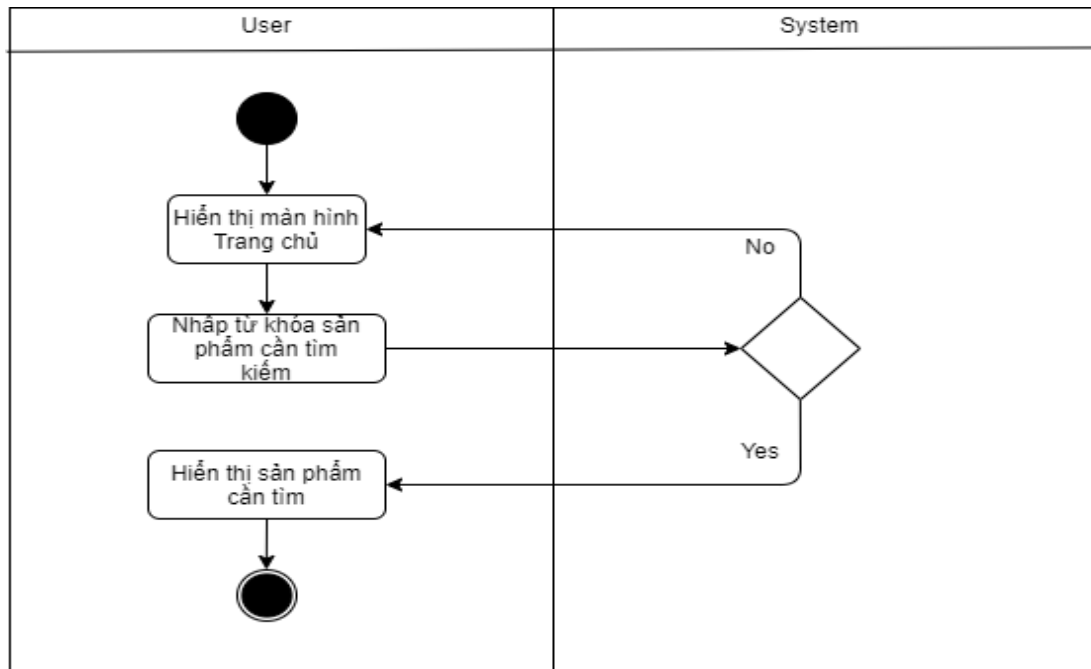 User
System
Hiển thị màn hình
Trang chủ
No
Nhâp từ khóa sản
phẩm cần tìm
kiếm
Yes
Hiển thị sản phẩm
cần tìm